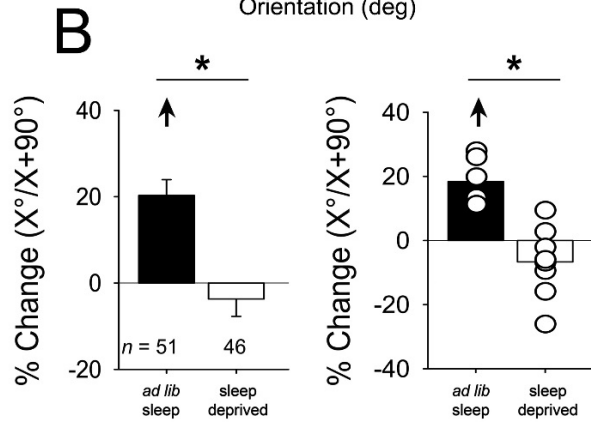 Orientation (deg)
B
*
*
% Change (X°/X+90°)
40
20
0
-20
n = 51
46
ad lib
sleep
sleep
deprived
% Change (X°/X+90°)
40
20
0
-20
-40
ad lib
sleep
sleep
deprived